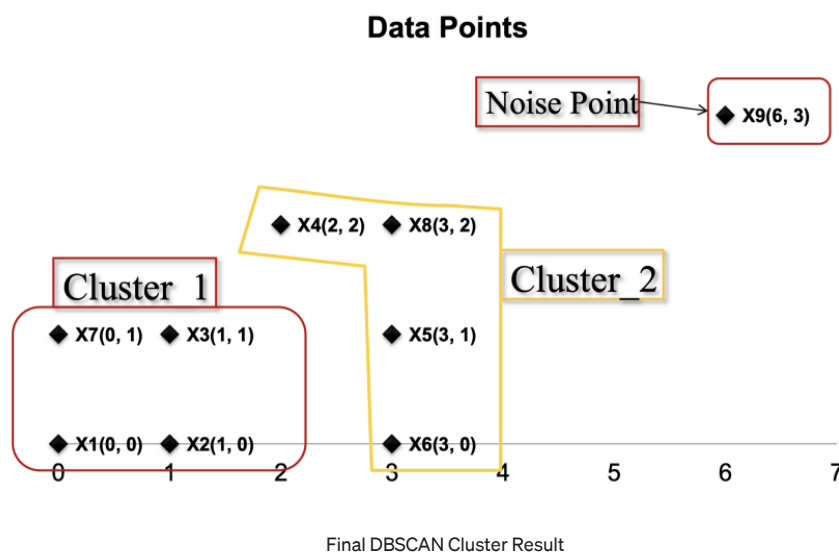 Data Points
Noise Point
X9(6, 3)
X4(2, 2)
X8(3, 2)
Cluster_1
Cluster_2
X7(0, 1)
X3(1, 1)
X5(3, 1)
X1(0, 0)
X2(1, 0)
X6(3, 0)
0 1 2 3 4 5 6 7
Final DBSCAN Cluster Result